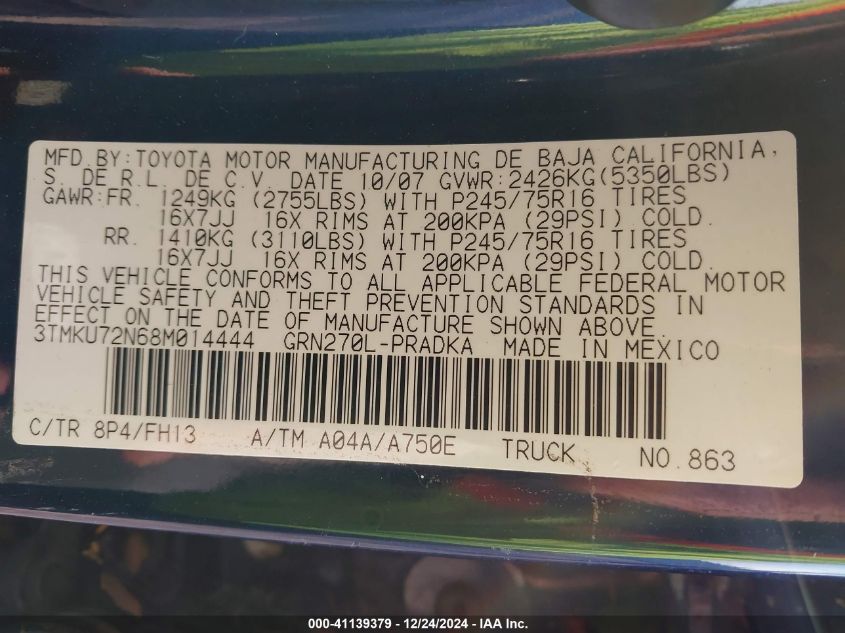 MFD.BY:TOYOTA MOTOR MANUFACTURING DE BAJA CALIFORNIA,
S. DE R.L. DE C.V. DATE 10/07 GVWR:2426KG(5350LBS)
GAWR:FR. 1249KG (2755LBS) WITH P245/75R16 TIRES
16X7JJ 16X RIMS AT 200KPA (29PSI) COLD.
RR. 1410KG (3110LBS) WITH P245/75R16 TIRES
16X7JJ 16X RIMS AT 200KPA (29PSI) COLD.
THIS VEHICLE CONFORMS TO ALL APPLICABLE FEDERAL MOTOR
VEHICLE SAFETY AND THEFT PREVENTION STANDARDS IN
EFFECT ON THE DATE OF MANUFACTURE SHOWN ABOVE.
3TMKU72N68M014444 GRN270L-PRADKA MADE IN MEXICO
C/TR 8P4/FH13 A/TM A04A/A750E TRUCK NO.863
000-41139379 - 12/24/2024 - IAA Inc.